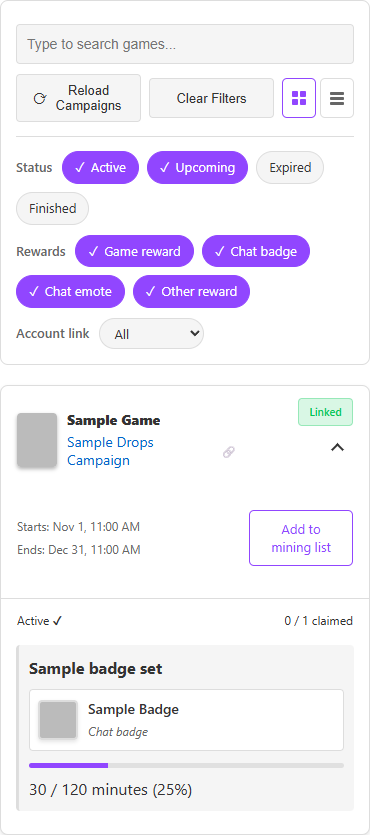 Type to search games...
Reload
Campaigns
Clear Filters
Status ✓ Active ✓ Upcoming Expired
Finished
Rewards ✓ Game reward ✓ Chat badge
✓ Chat emote ✓ Other reward
Account link All
Linked
Sample Game
Sample Drops
Campaign
Starts: Nov 1, 11:00 AM
Ends: Dec 31, 11:00 AM
Add to
mining list
Active ✓ 0 / 1 claimed
Sample badge set
Sample Badge
Chat badge
30 / 120 minutes (25%)